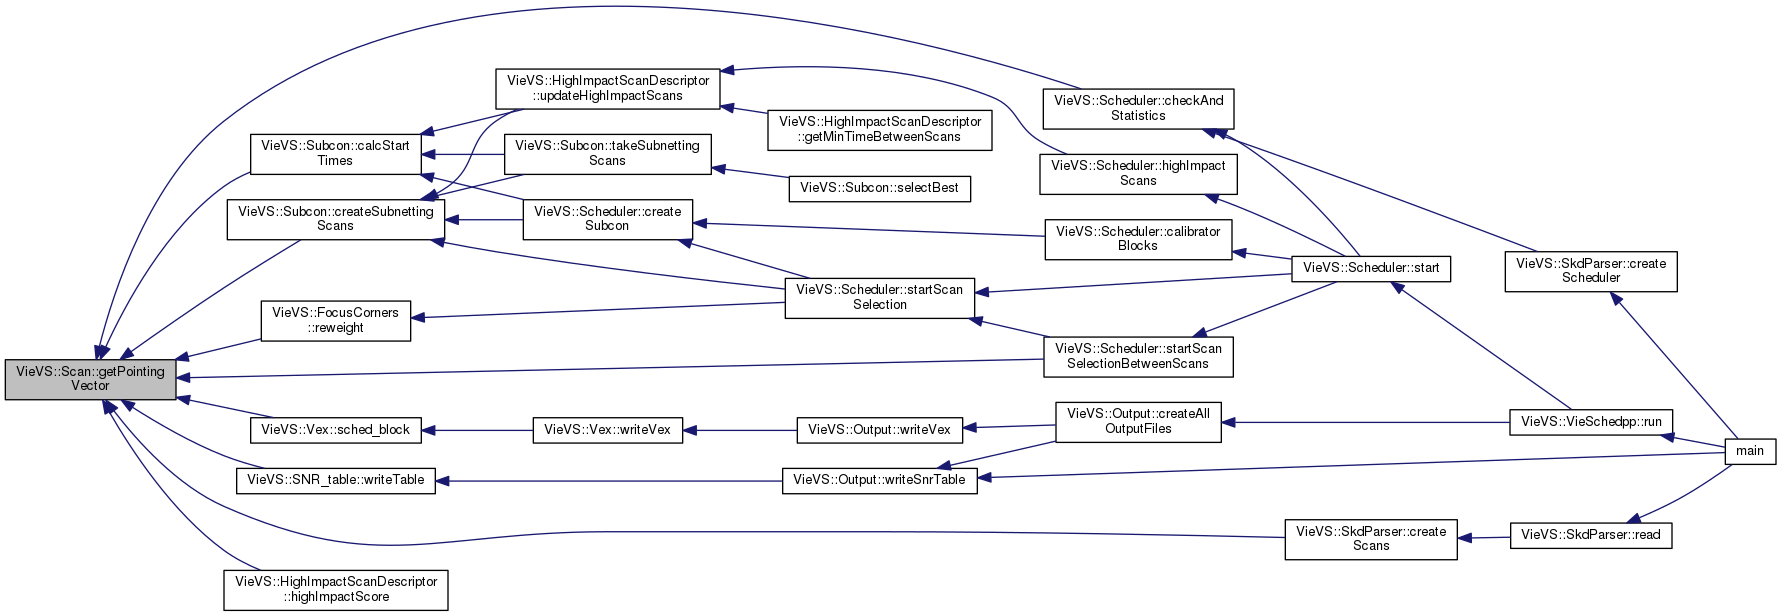 VieVS::Scan::getPointing
Vector
VieVS::Subcon::calcStart
Times
VieVS::Subcon::createSubnetting
Scans
VieVS::FocusCorners
::reweight
VieVS::Vex::sched_block
VieVS::SNR_table::writeTable
VieVS::HighImpactScanDescriptor
::highImpactScore
VieVS::HighImpactScanDescriptor
::updateHighImpactScans
VieVS::Subcon::takeSubnetting
Scans
VieVS::Scheduler::create
Subcon
VieVS::Vex::writeVex
VieVS::HighImpactScanDescriptor
::getMinTimeBetweenScans
VieVS::Subcon::selectBest
VieVS::Scheduler::startScan
Selection
VieVS::Output::writeVex
VieVS::Output::writeSnrTable
VieVS::Scheduler::checkAnd
Statistics
VieVS::Scheduler::highImpact
Scans
VieVS::Scheduler::calibrator
Blocks
VieVS::Scheduler::startScan
SelectionBetweenScans
VieVS::Output::createAll
OutputFiles
VieVS::Scheduler::start
VieVS::SkdParser::create
Scans
VieVS::SkdParser::create
Scheduler
VieVS::VieSchedpp::run
VieVS::SkdParser::read
main